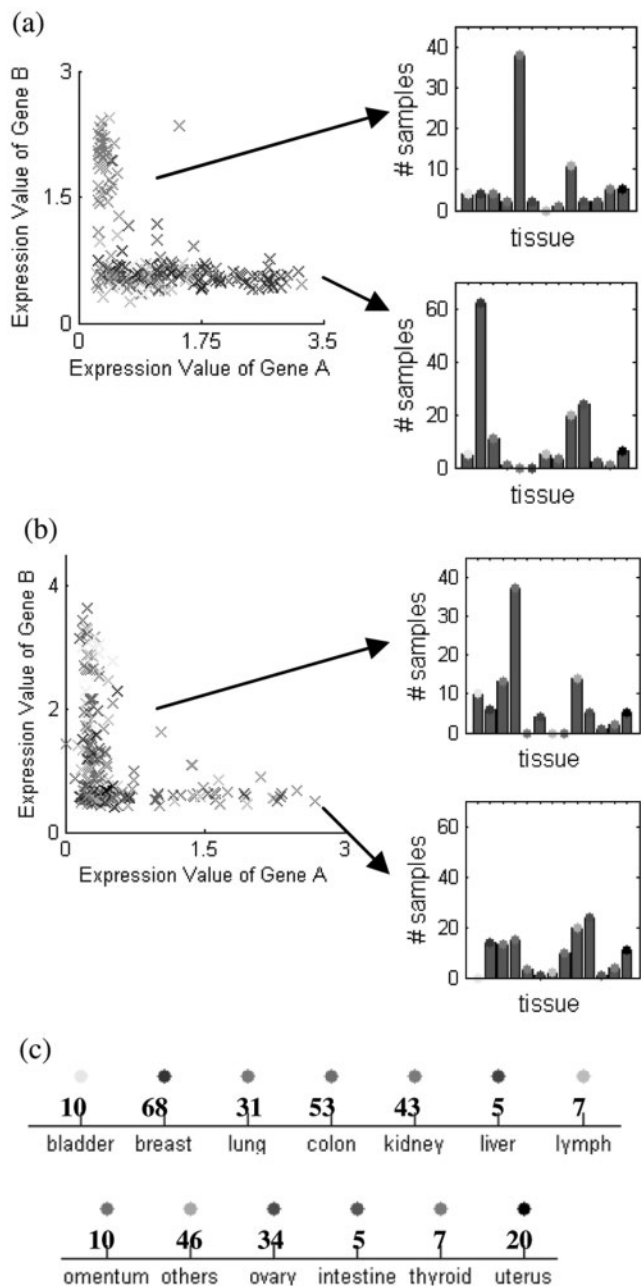 (a)
Expression Value of Gene B
3
1.5
0
0 1.75 3.5
Expression Value of Gene A
# samples
40
30
20
10
0
tissue
# samples
60
40
20
0
tissue
(b)
Expression Value of Gene B
4
2
0
0 1.5 3
Expression Value of Gene A
# samples
40
30
20
10
0
tissue
# samples
60
40
20
0
tissue
(c)
10 68 31 53 43 5 7
bladder breast lung colon kidney liver lymph
10 46 34 5 7 20
omentum others ovary intestine thyroid uterus